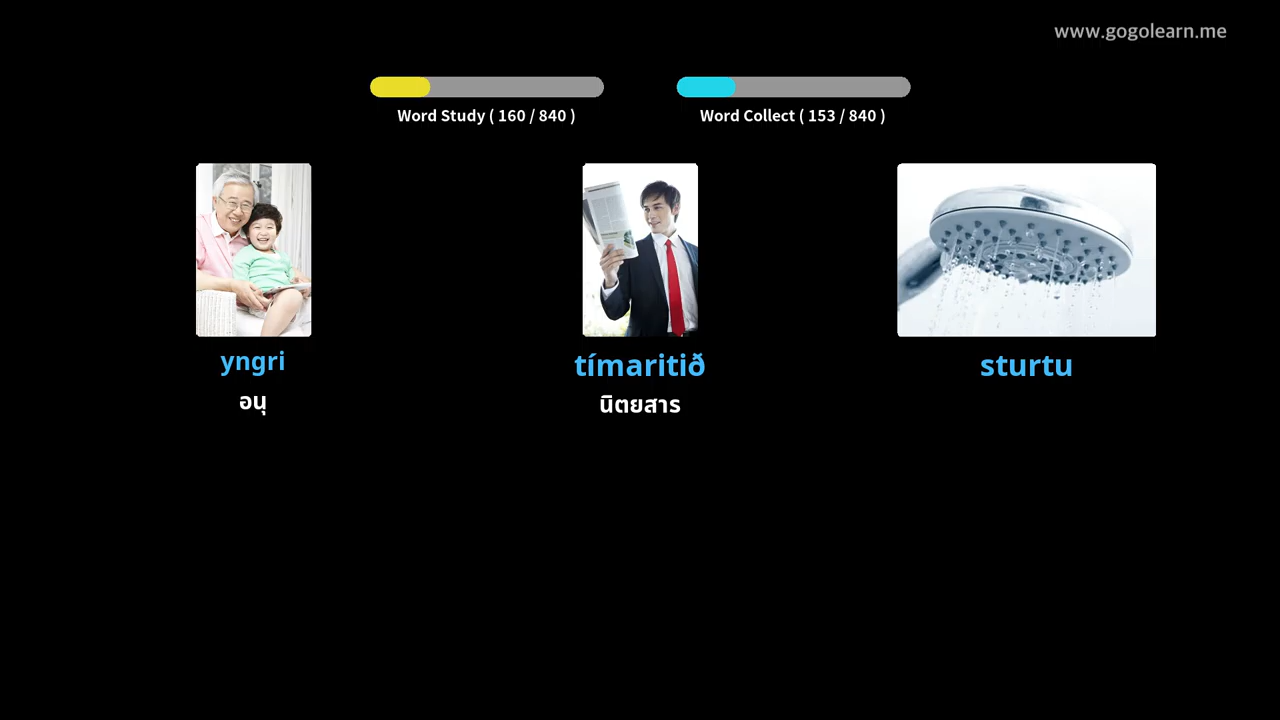 www.gogolearn.me
Word Study ( 160 / 840 )
Word Collect ( 153 / 840 )
yngri
tímaritið
sturtu
อนุ
นิตยสาร